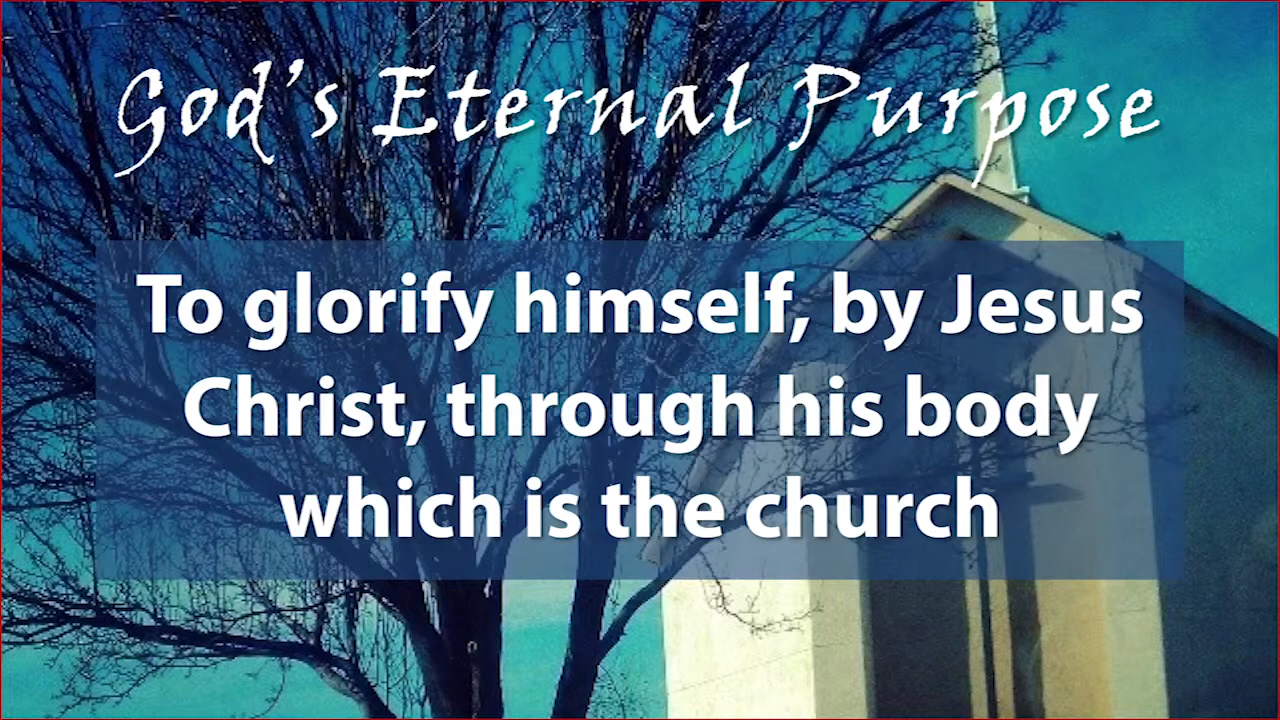 God's Eternal Purpose
To glorify himself, by Jesus
Christ, through his body
which is the church